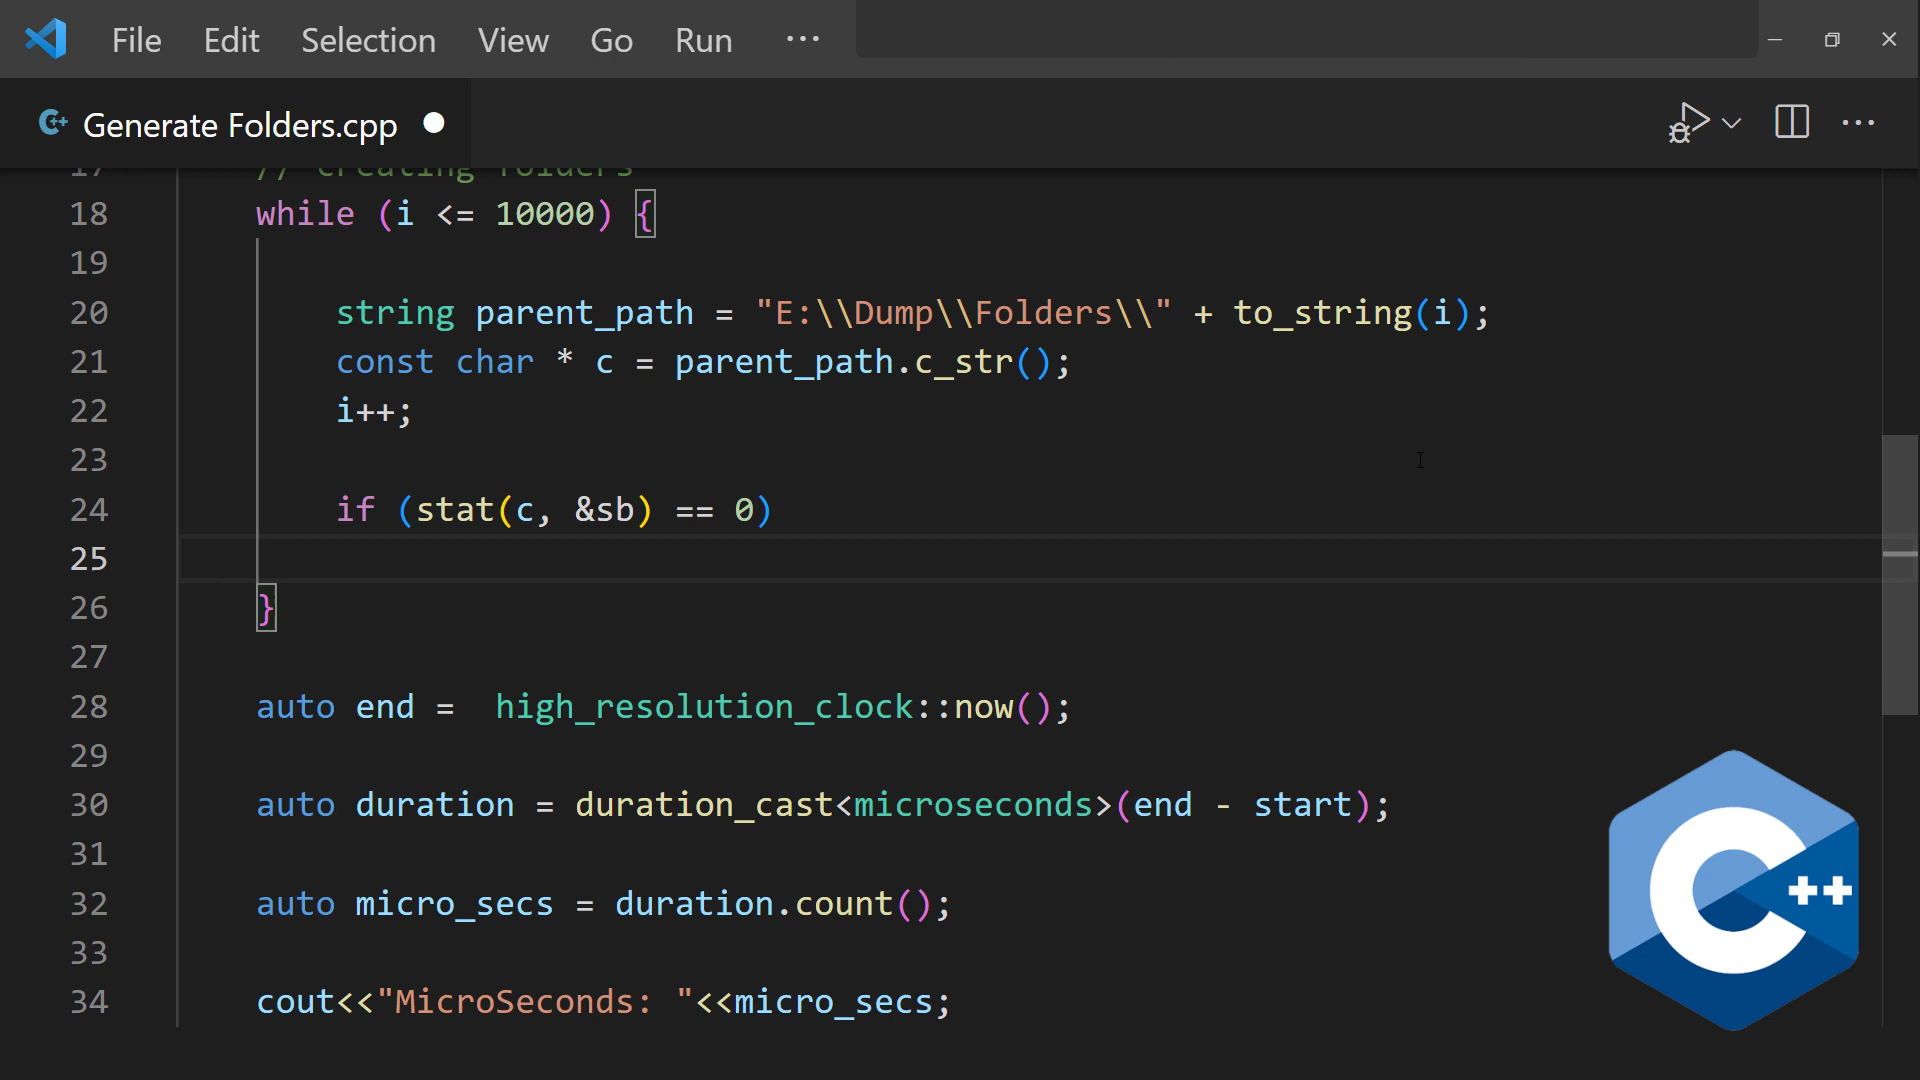 File Edit Selection View Go Run ...
Generate Folders.cpp
17 // creating folders
18 while (i <= 10000) {
19
20 string parent_path = "E:\\Dump\\Folders\\" + to_string(i);
21 const char * c = parent_path.c_str();
22 i++;
23
24 if (stat(c, &sb) == 0)
25
26 }
27
28 auto end =  high_resolution_clock::now();
29
30 auto duration = duration_cast<microseconds>(end - start);
31
32 auto micro_secs = duration.count();
33
34 cout<<"MicroSeconds: "<<micro_secs;
C++